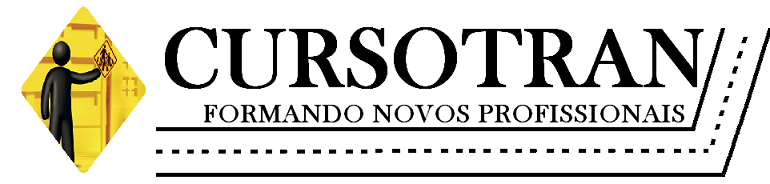 CURSOTRAN
FORMANDO NOVOS PROFISSIONAIS